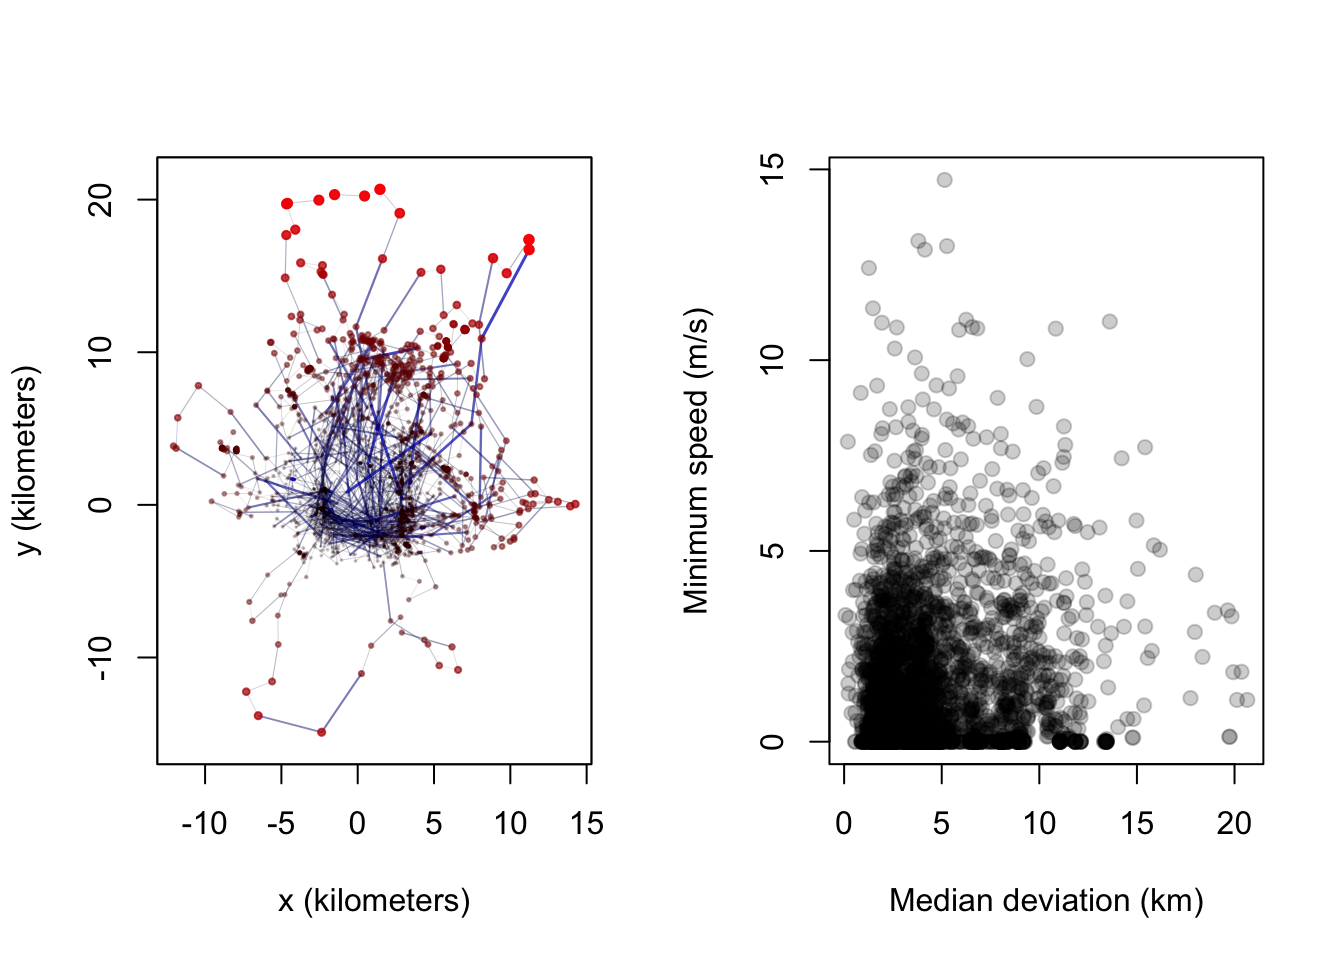 y (kilometers)
20
10
0
-10
-10 -5 0 5 10 15
x (kilometers)
Minimum speed (m/s)
15
10
5
0
0 5 10 15 20
Median deviation (km)